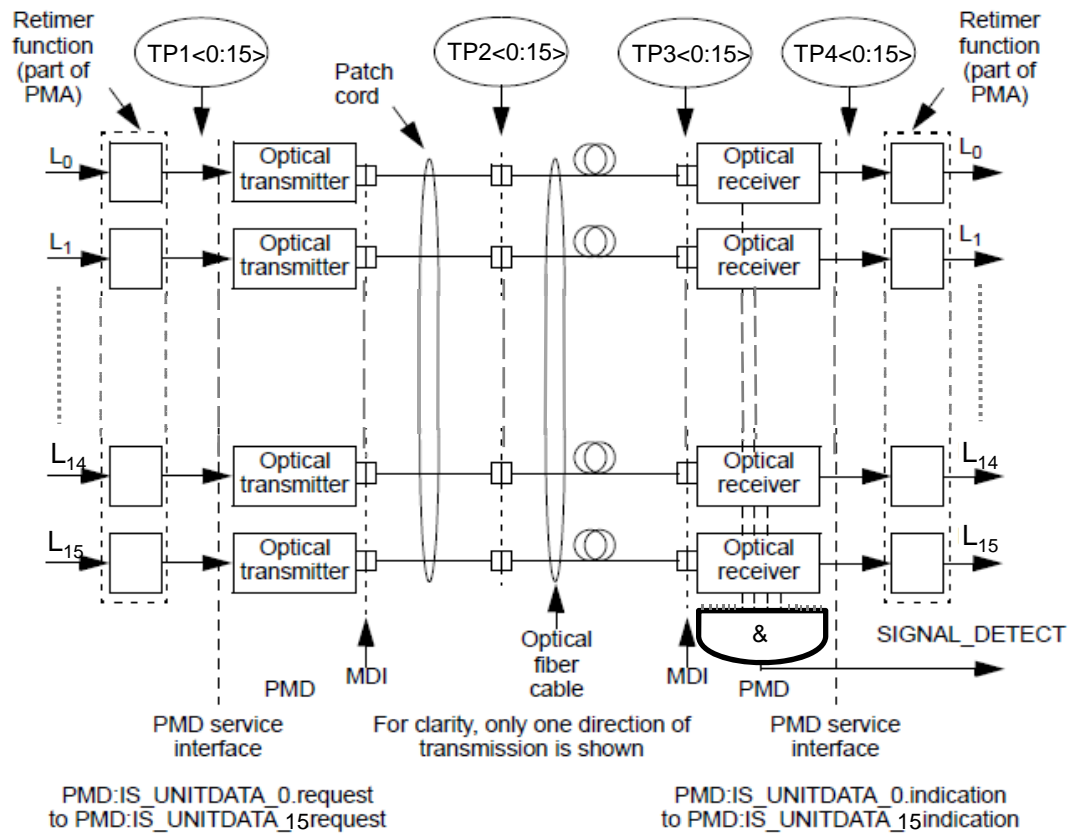 Retimer
function
(part of
PMA)
TP1<0:15>
Patch
cord
TP2<0:15>
TP3<0:15>
TP4<0:15>
Retimer
function
(part of
PMA)
L0
Optical
transmitter
Optical
receiver
L0
L1
Optical
transmitter
Optical
receiver
L1
L14
Optical
transmitter
Optical
receiver
L14
L15
Optical
transmitter
Optical
receiver
L15
&
SIGNAL_DETECT
PMD
MDI
Optical
fiber
cable
MDI
PMD
PMD service
interface
For clarity, only one direction of
transmission is shown
PMD service
interface
PMD:IS_UNITDATA_0.request
to PMD:IS_UNITDATA_15request
PMD:IS_UNITDATA_0.indication
to PMD:IS_UNITDATA_15indication